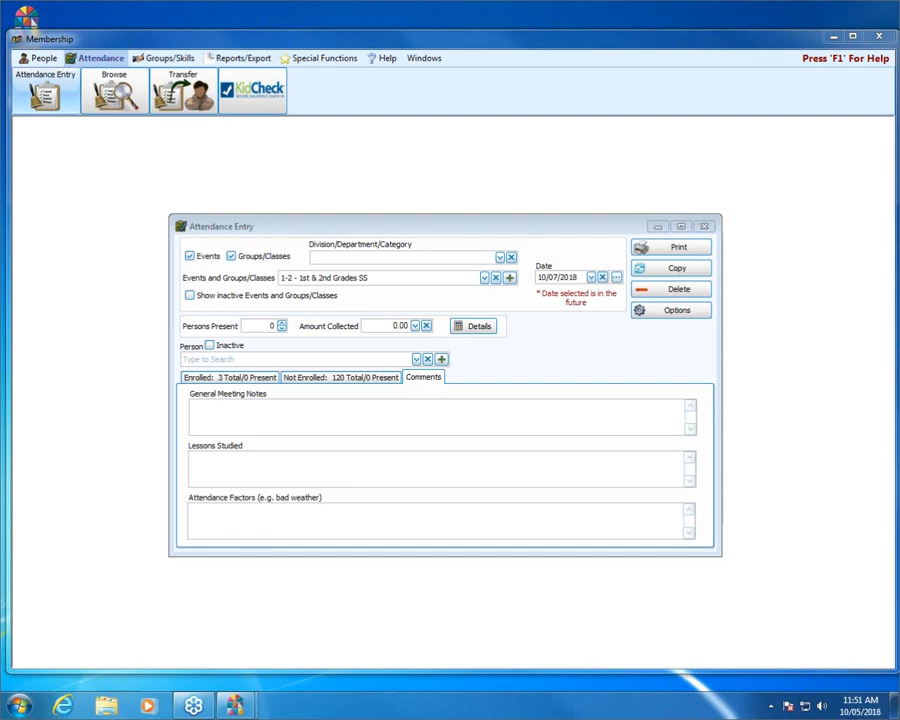 Membership
People Attendance Groups/Skills Reports/Export Special Functions Help Windows Press 'F1' For Help
Attendance Entry Browse Transfer KidCheck
Attendance Entry
Events Groups/Classes Division/Department/Category
Print
Events and Groups/Classes 1-2 - 1st & 2nd Grades SS
Date
10/07/2018
Copy
Show inactive Events and Groups/Classes
* Date selected is in the
future
Delete
Options
Persons Present 0 Amount Collected 0.00 Details
Person Inactive
Type to Search
Enrolled: 3 Total/0 Present Not Enrolled: 120 Total/0 Present Comments
General Meeting Notes
Lessons Studied
Attendance Factors (e.g. bad weather)
11:51 AM
10/05/2018